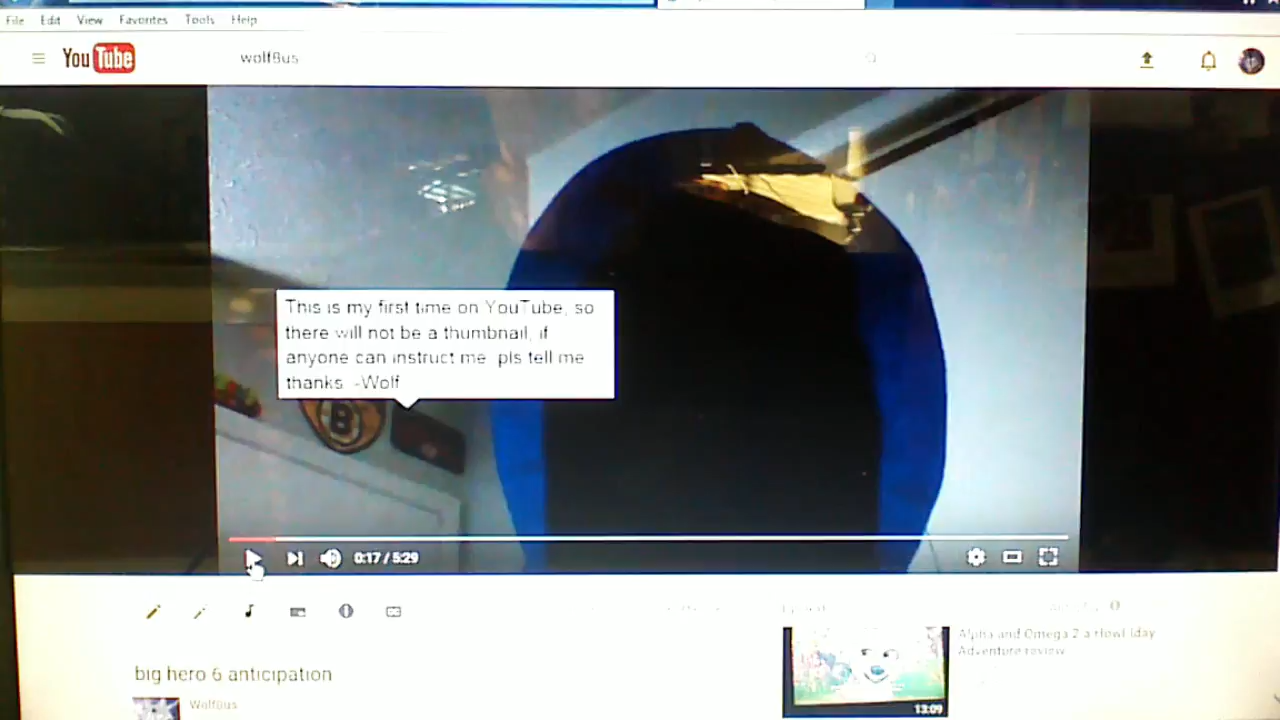 File Edit View Favorites Tools Help
YouTube
wolf8us
This is my first time on YouTube, so
there will not be a thumbnail, if
anyone can instruct me pls tell me
thanks -Wolf
B
0:17 / 5:29
big hero 6 anticipation
Wolf8us
Alpha and Omega 2 a Howl iday
Adventure review
13:09